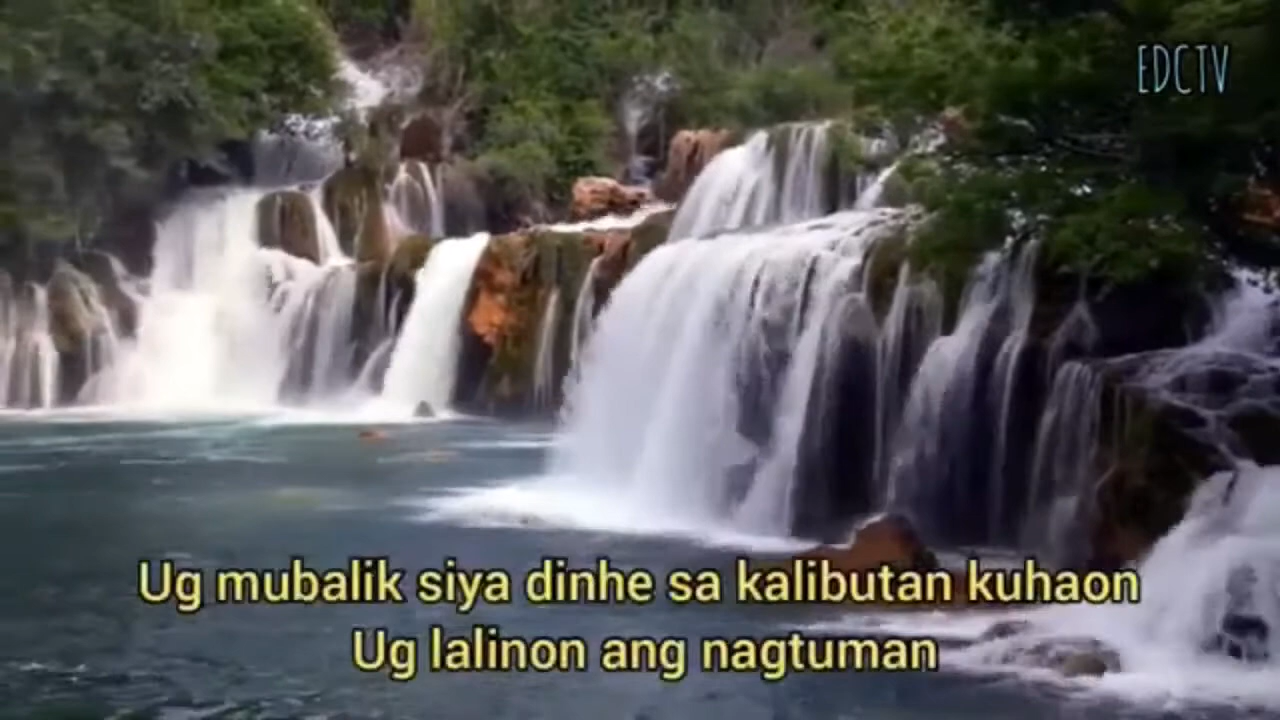 EDCTV
Ug mubalik siya dinhe sa kalibutan kuhaon
Ug lalinon ang nagtuman